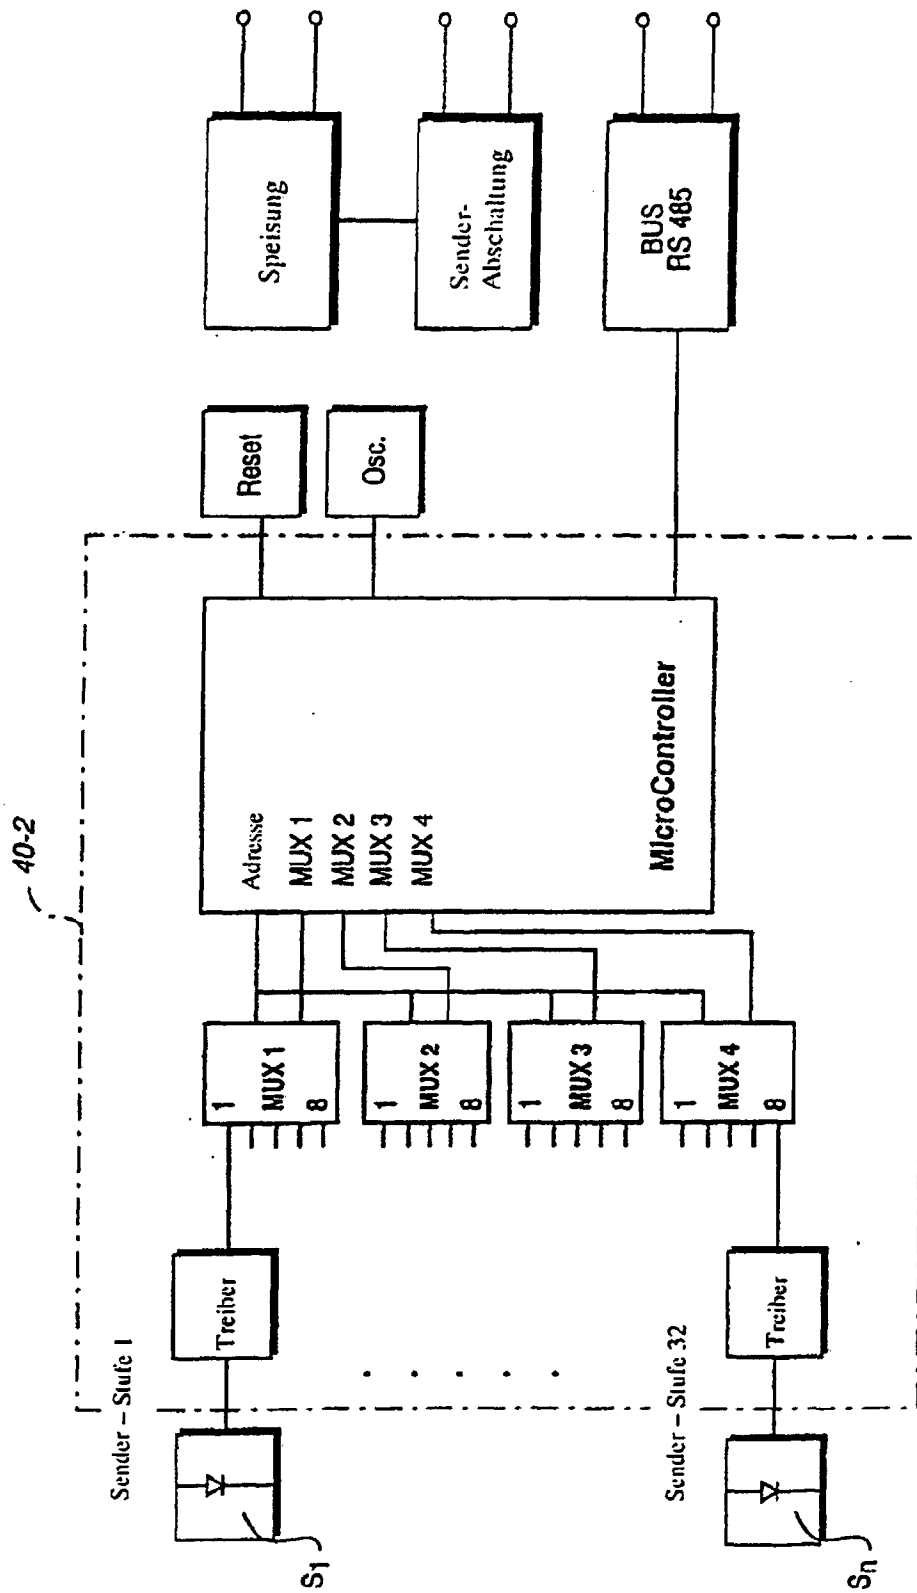 40-2
Sender – Stufe 1
S1
Treiber
1
MUX 1
8
1
MUX 2
8
1
MUX 3
8
1
MUX 4
8
Adresse
MUX 1
MUX 2
MUX 3
MUX 4
MicroController
Reset
Osc.
Speisung
Sender-
Abschaltung
BUS
RS 485
Sender – Stufe 32
Sn
Treiber